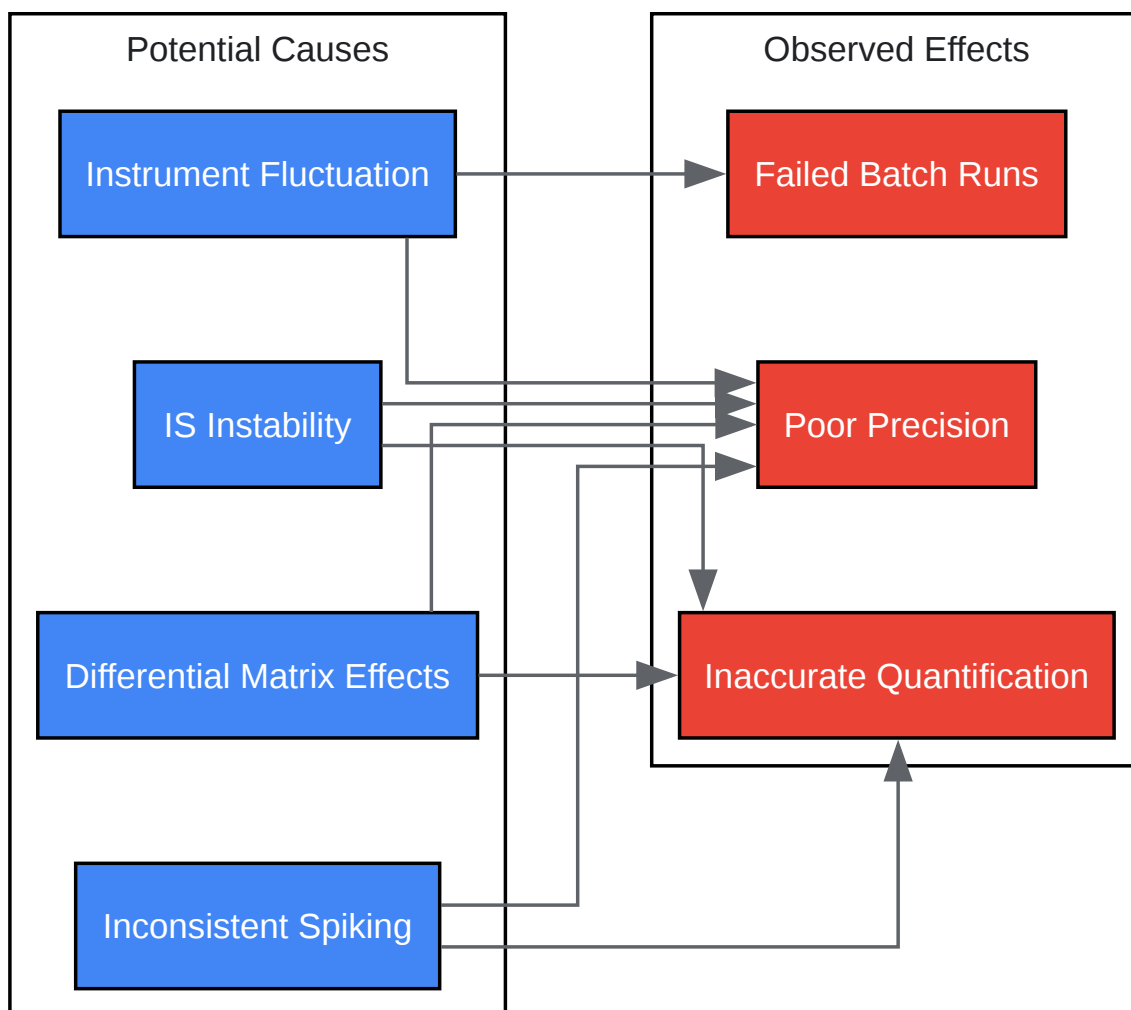 Potential Causes
Instrument Fluctuation
IS Instability
Differential Matrix Effects
Inconsistent Spiking
Observed Effects
Failed Batch Runs
Poor Precision
Inaccurate Quantification